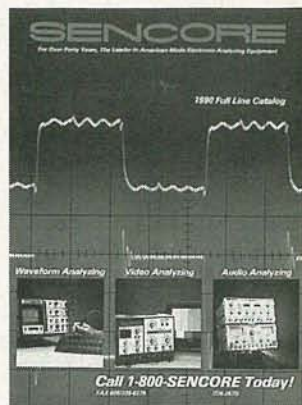 SENCORE
For Over Forty Years, The Leader In American Made Electronic Analyzing Equipment
1990 Full Line Catalog
Waveform Analyzing Video Analyzing Audio Analyzing
Call 1-800-SENCORE Today!
FAX